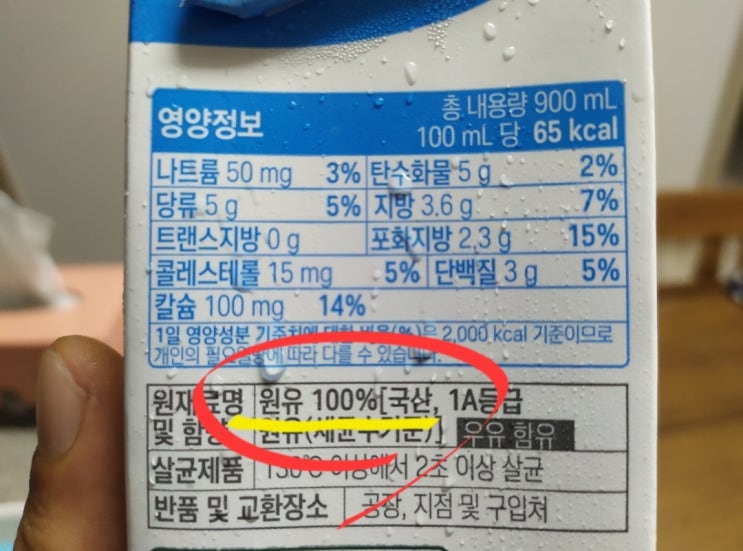 영양정보
총 내용량 900 mL
100 mL 당 65 kcal
나트륨 50 mg 3% 탄수화물 5 g 2%
당류 5 g 5% 지방 3.6 g 7%
트랜스지방 0 g 포화지방 2.3 g 15%
콜레스테롤 15 mg 5% 단백질 3 g 5%
칼슘 100 mg 14%
1일 영양성분 기준치에 대한 비율(%)은 2,000 kcal 기준이므로
개인의 필요열량에 따라 다를 수 있습니다.
원재료명 원유 100%[국산, 1A등급
및 함량 원유(세균수기준)] 우유 함유
살균제품 130℃ 이상에서 2초 이상 살균
반품 및 교환장소 공장, 지점 및 구입처